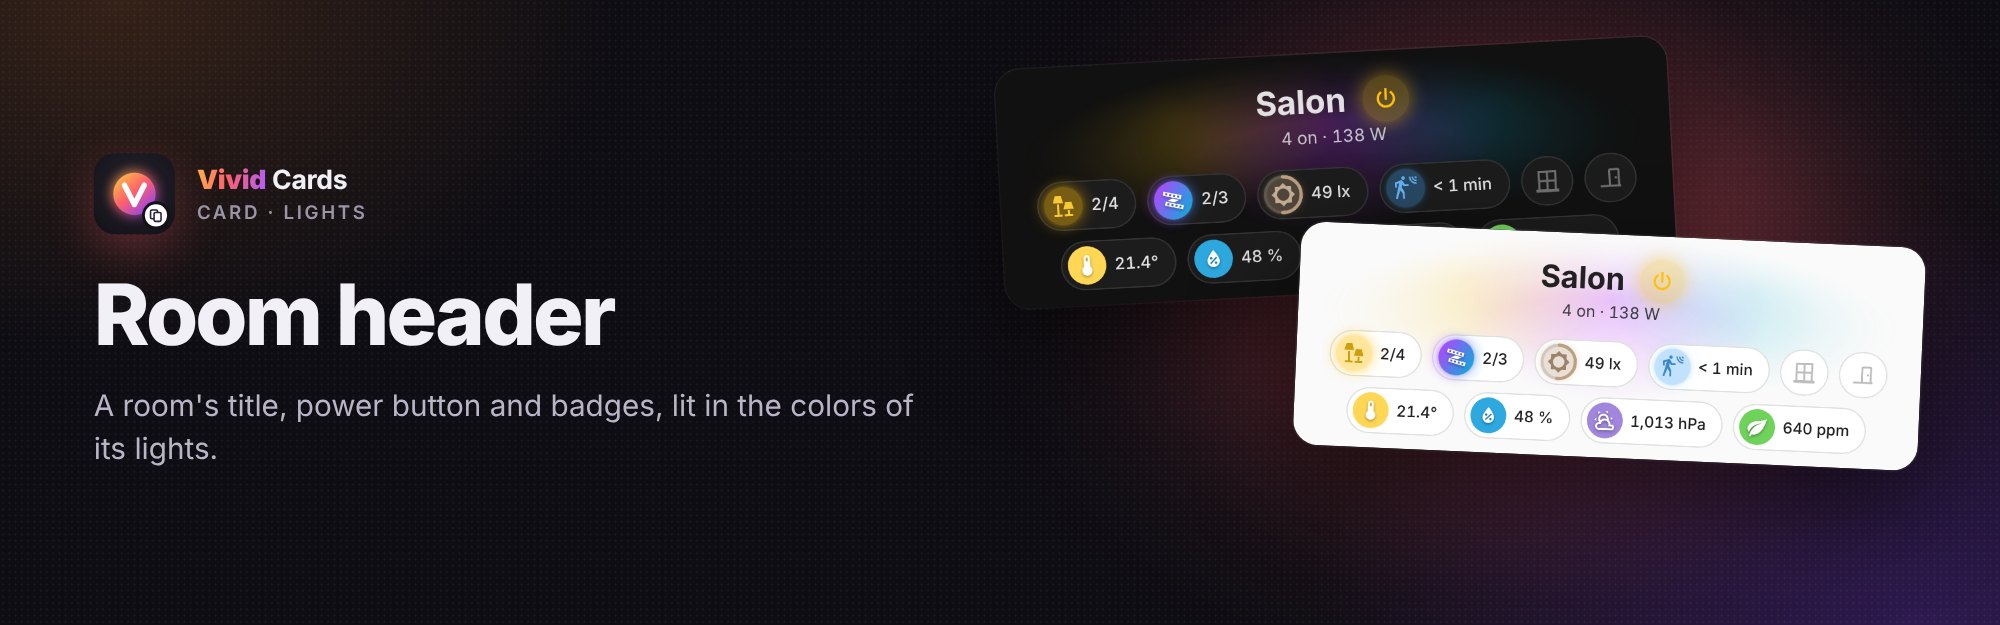 Vivid Cards
CARD · LIGHTS
Room header
A room's title, power button and badges, lit in the colors of
its lights.
Salon
4 on · 138 W
2/4
2/3
49 lx
< 1 min
21.4°
48 %
Salon
4 on · 138 W
2/4
2/3
49 lx
< 1 min
21.4°
48 %
1,013 hPa
640 ppm